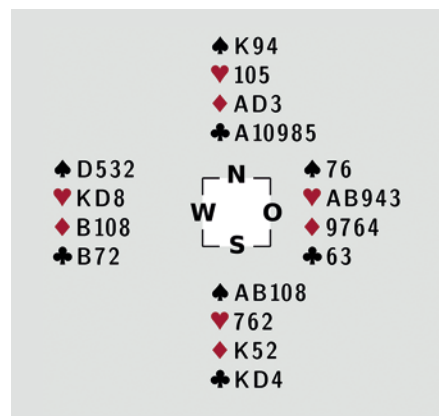 ♠ K94
♥ 105
♦ AD3
♣ A10985
♠ D532
♥ KD8
♦ B108
♣ B72
N
W O
S
♠ 76
♥ AB943
♦ 9764
♣ 63
♠ AB108
♥ 762
♦ K52
♣ KD4